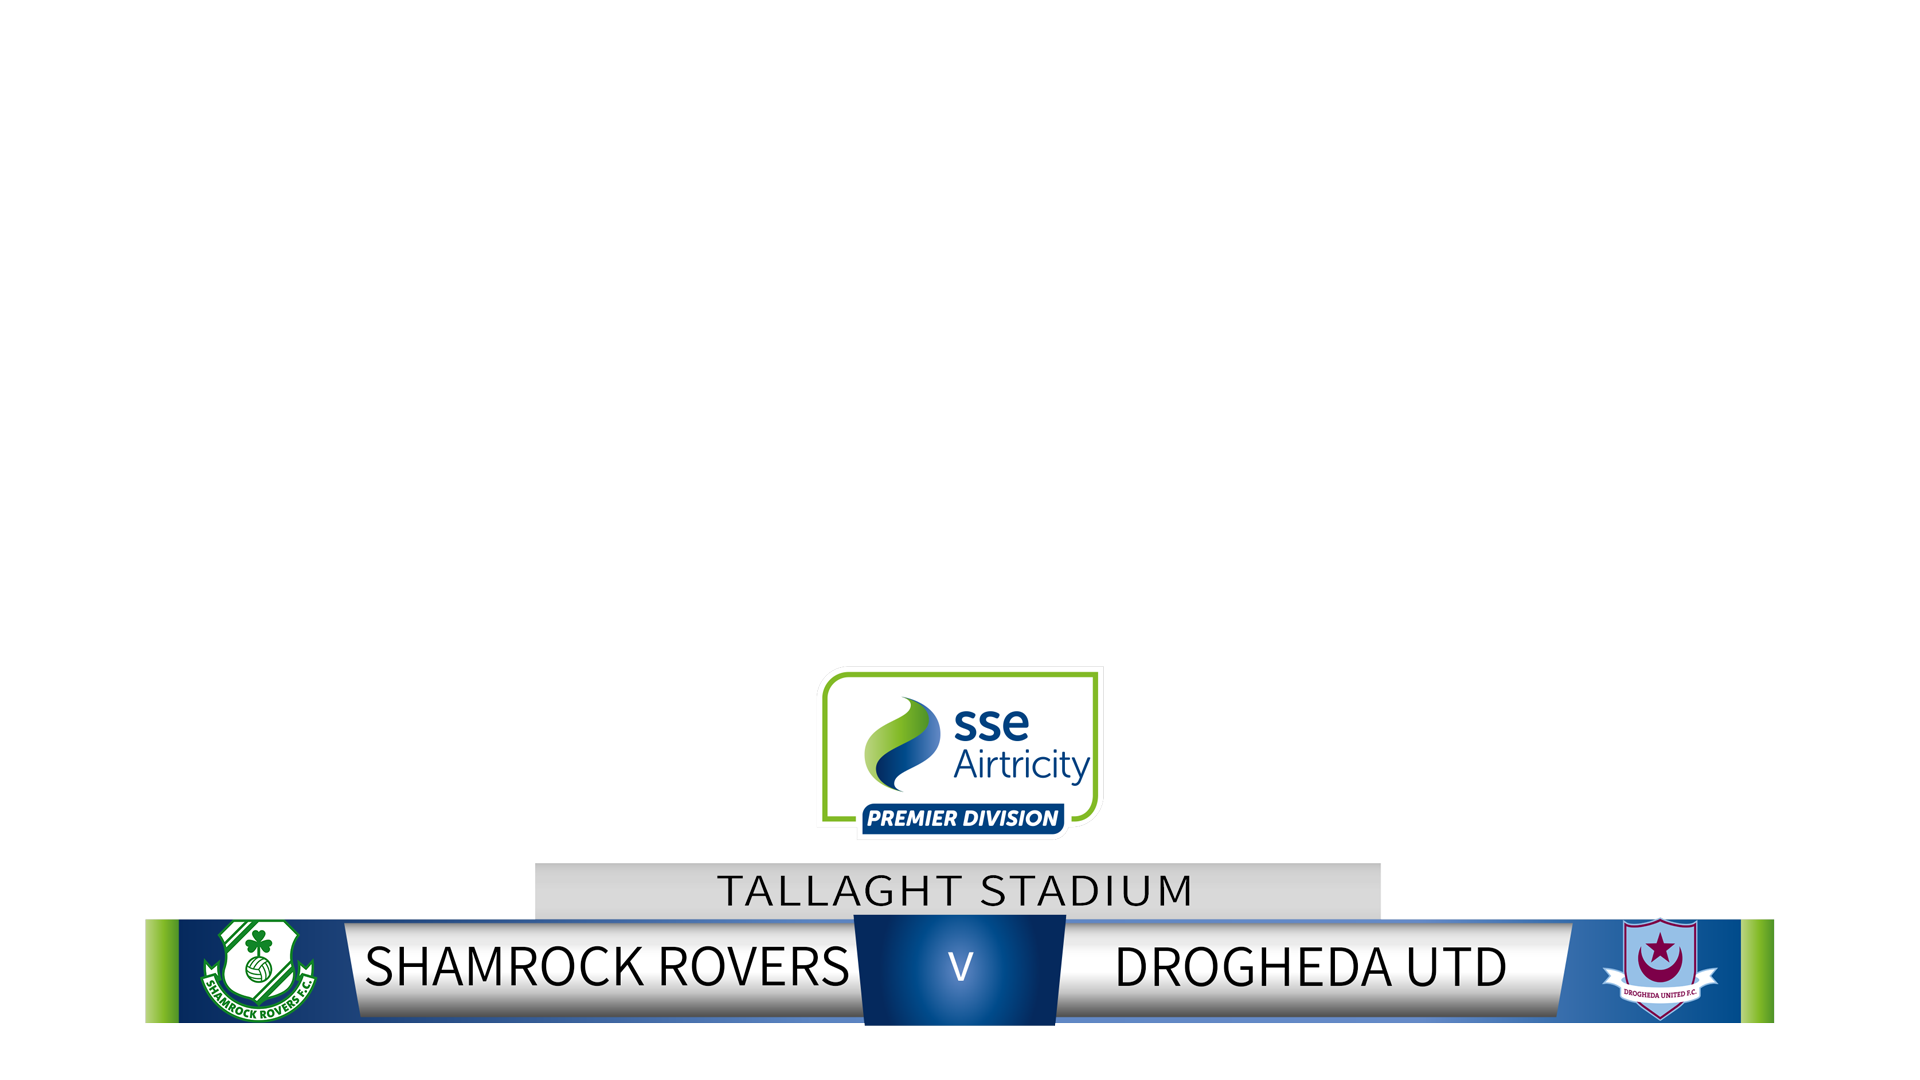 sse
Airtricity
PREMIER DIVISION
TALLAGHT STADIUM
SHAMROCK ROVERS V DROGHEDA UTD
SHAMROCK ROVERS F.C.
DROGHEDA UNITED F.C.